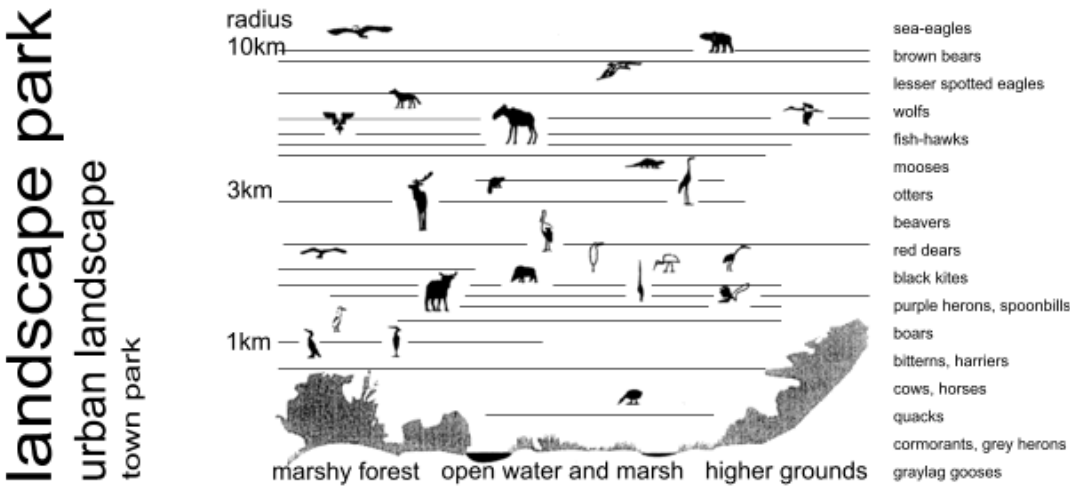 landscape park
urban landscape
town park
radius
10km
3km
1km
marshy forest
open water and marsh
higher grounds
sea-eagles
brown bears
lesser spotted eagles
wolfs
fish-hawks
mooses
otters
beavers
red dears
black kites
purple herons, spoonbills
boars
bitterns, harriers
cows, horses
quacks
cormorants, grey herons
graylag gooses